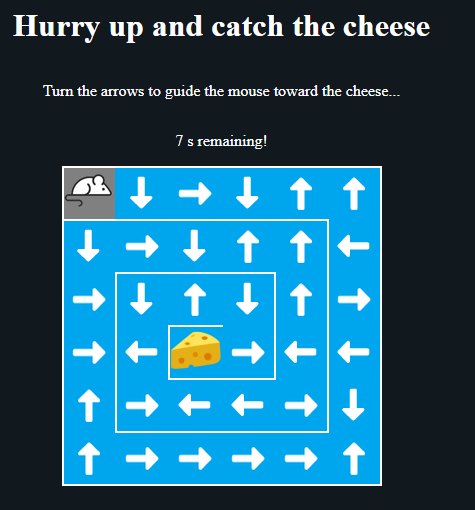 Hurry up and catch the cheese
Turn the arrows to guide the mouse toward the cheese...
7 s remaining!